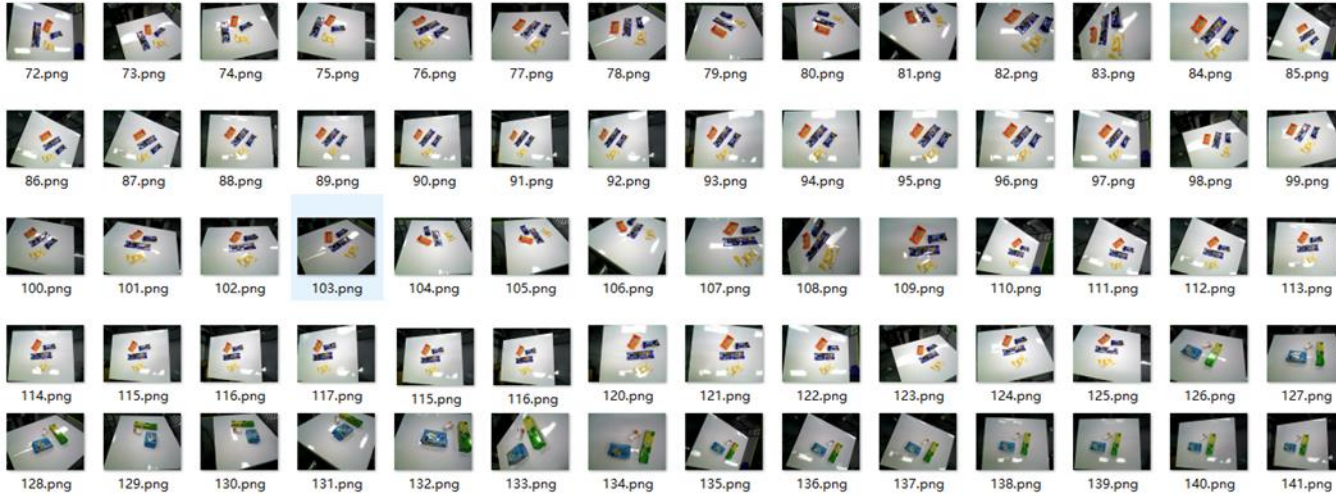 72.png 73.png 74.png 75.png 76.png 77.png 78.png 79.png 80.png 81.png 82.png 83.png 84.png 85.png
86.png 87.png 88.png 89.png 90.png 91.png 92.png 93.png 94.png 95.png 96.png 97.png 98.png 99.png
100.png 101.png 102.png 103.png 104.png 105.png 106.png 107.png 108.png 109.png 110.png 111.png 112.png 113.png
114.png 115.png 116.png 117.png 115.png 116.png 120.png 121.png 122.png 123.png 124.png 125.png 126.png 127.png
128.png 129.png 130.png 131.png 132.png 133.png 134.png 135.png 136.png 137.png 138.png 139.png 140.png 141.png